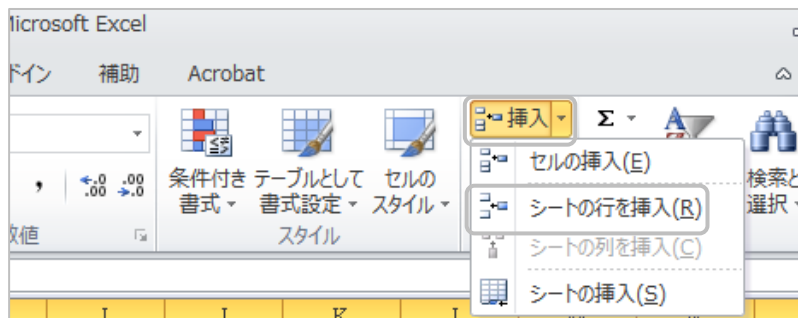 Microsoft Excel
ドイン 補助 Acrobat
挿入 Σ
セルの挿入(E)
条件付き書式 テーブルとして書式設定 セルのスタイル
検索と
選択
シートの行を挿入(R)
数値 スタイル
シートの列を挿入(C)
シートの挿入(S)